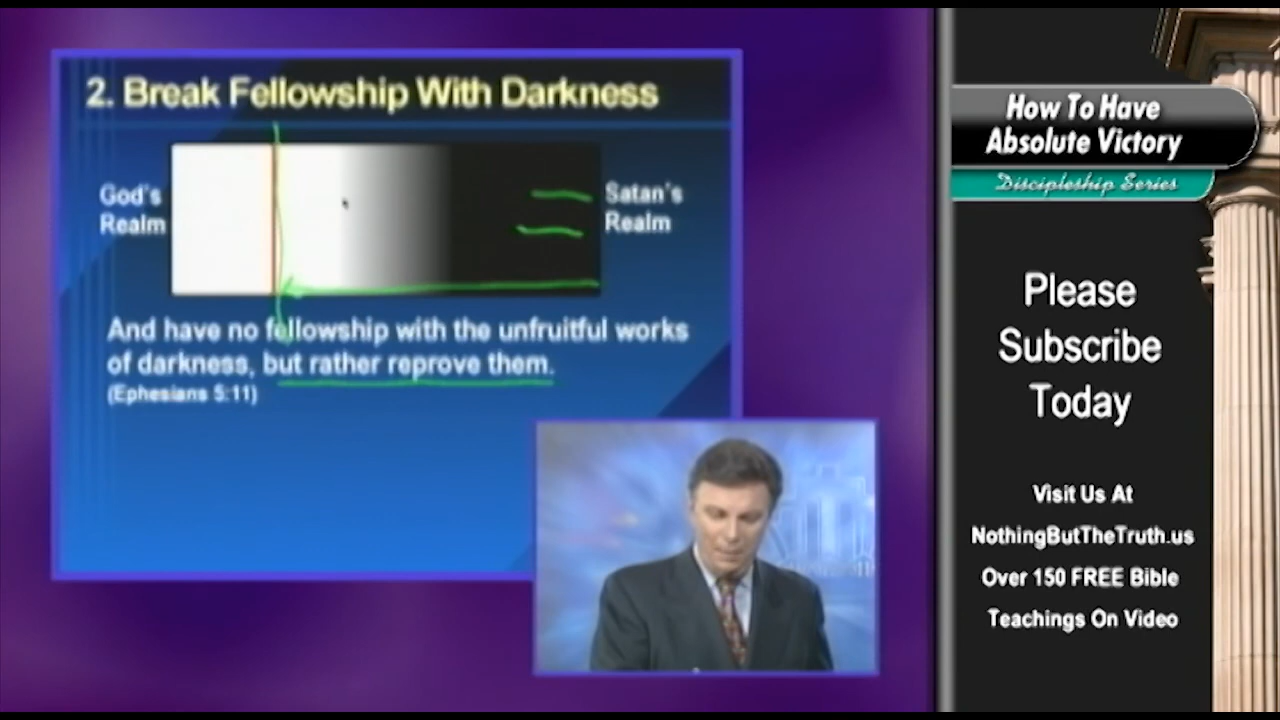 2. Break Fellowship With Darkness
God's
Realm
Satan's
Realm
And have no fellowship with the unfruitful works
of darkness, but rather reprove them.
(Ephesians 5:11)
How To Have
Absolute Victory
Discipleship Series
Please
Subscribe
Today
Visit Us At
NothingButTheTruth.us
Over 150 FREE Bible
Teachings On Video